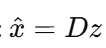 : x̂ = Dz